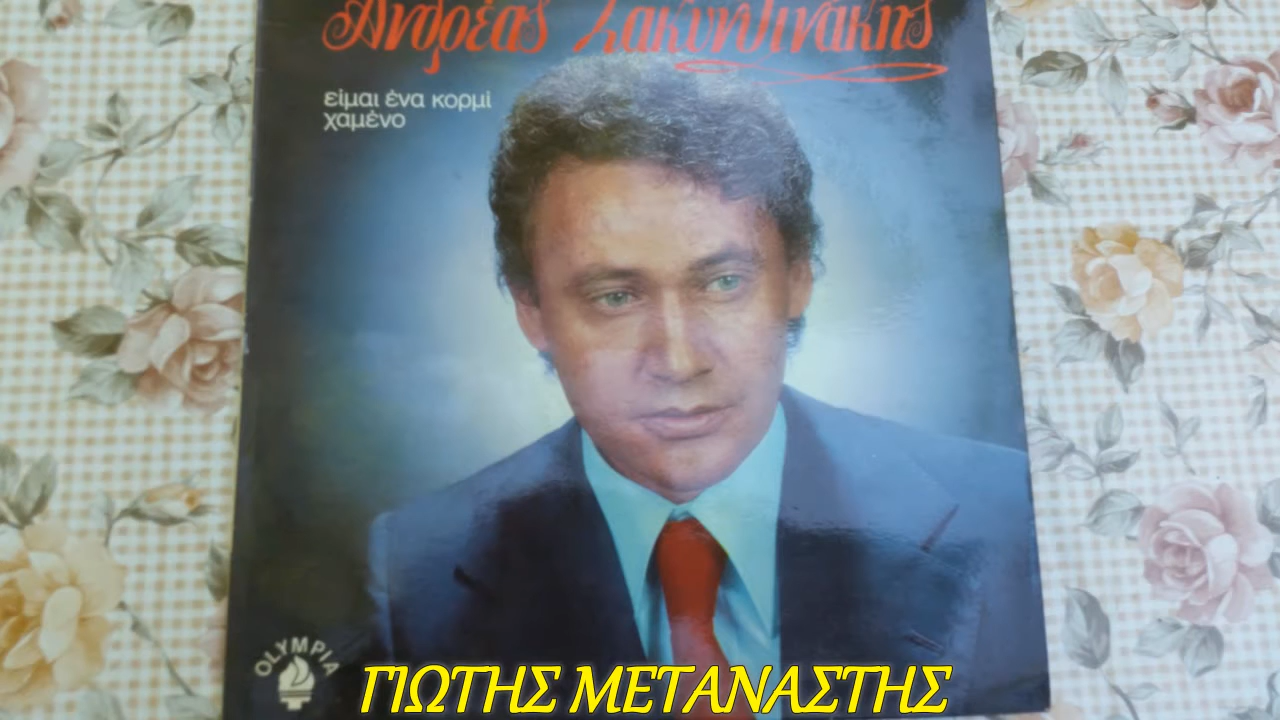 Ανδρέας Ζακυνθινάκης
είμαι ένα κορμί
χαμένο
OLYMPIA
ΓΙΩΤΗΣ ΜΕΤΑΝΑΣΤΗΣ